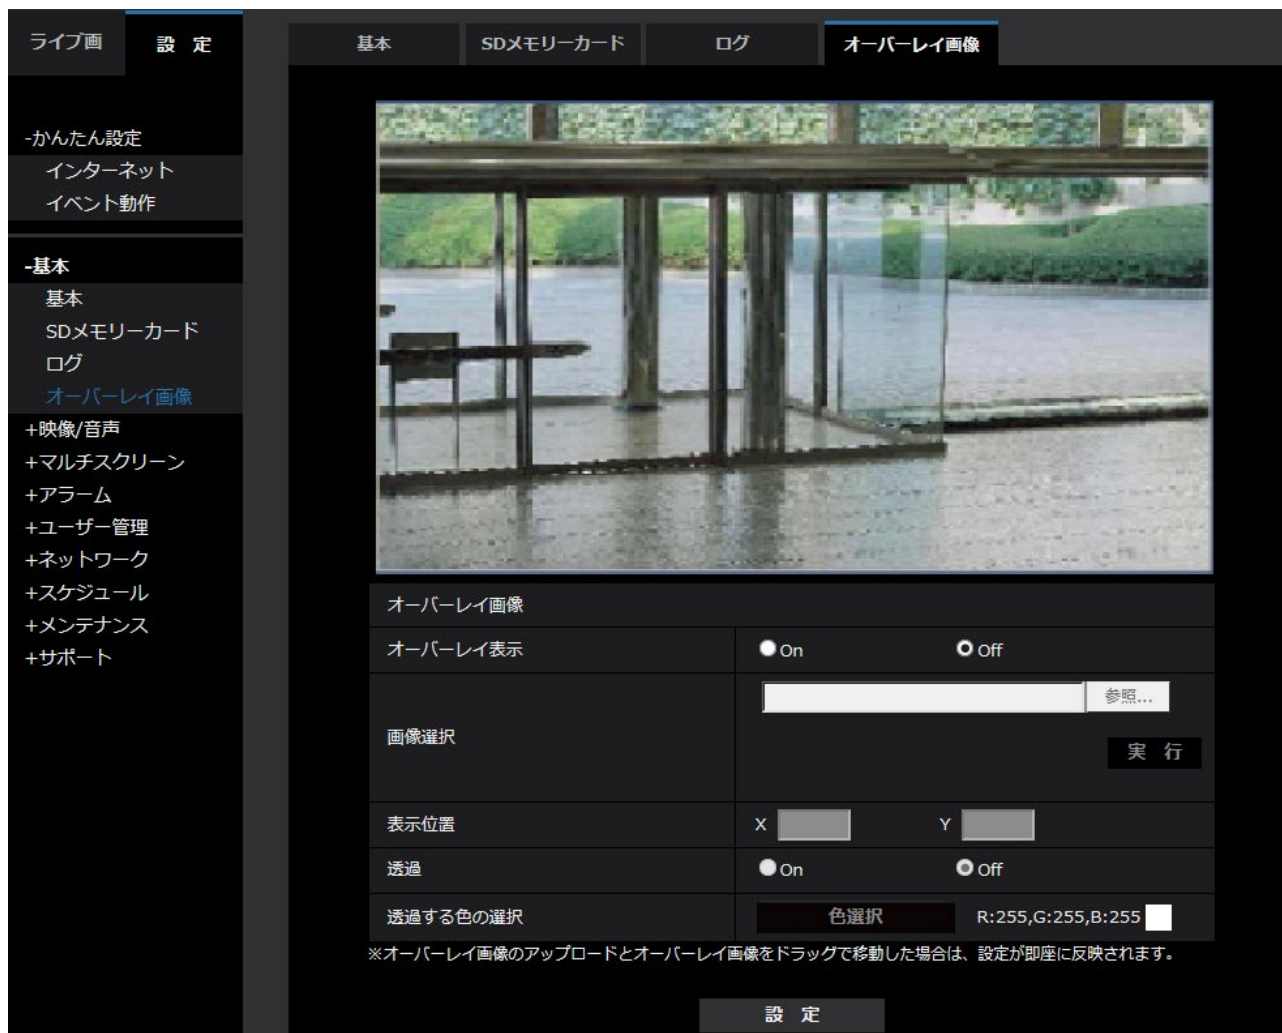 ライブ画
設 定
基本
SDメモリーカード
ログ
オーバーレイ画像
-かんたん設定
インターネット
イベント動作
-基本
基本
SDメモリーカード
ログ
オーバーレイ画像
+映像/音声
+マルチスクリーン
+アラーム
+ユーザー管理
+ネットワーク
+スケジュール
+メンテナンス
+サポート
オーバーレイ画像
オーバーレイ表示 On Off
画像選択 参照...
実 行
表示位置 X Y
透過 On Off
透過する色の選択 色選択 R:255,G:255,B:255
※オーバーレイ画像のアップロードとオーバーレイ画像をドラッグで移動した場合は、設定が即座に反映されます。
設 定